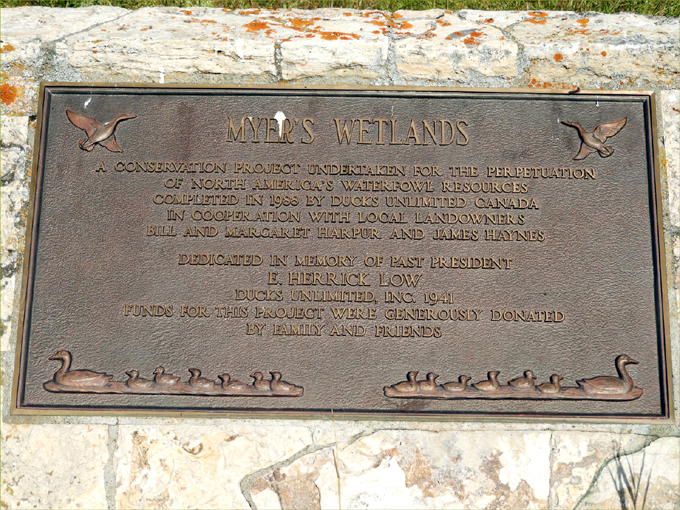 MYER'S WETLANDS
A CONSERVATION PROJECT UNDERTAKEN FOR THE PERPETUATION
OF NORTH AMERICA'S WATERFOWL RESOURCES
COMPLETED IN 1988 BY DUCKS UNLIMITED CANADA
IN COOPERATION WITH LOCAL LANDOWNERS
BILL AND MARGARET HARPUR AND JAMES HAYNES
DEDICATED IN MEMORY OF PAST PRESIDENT
E. HERRICK LOW
DUCKS UNLIMITED, INC. 1941
FUNDS FOR THIS PROJECT WERE GENEROUSLY DONATED
BY FAMILY AND FRIENDS